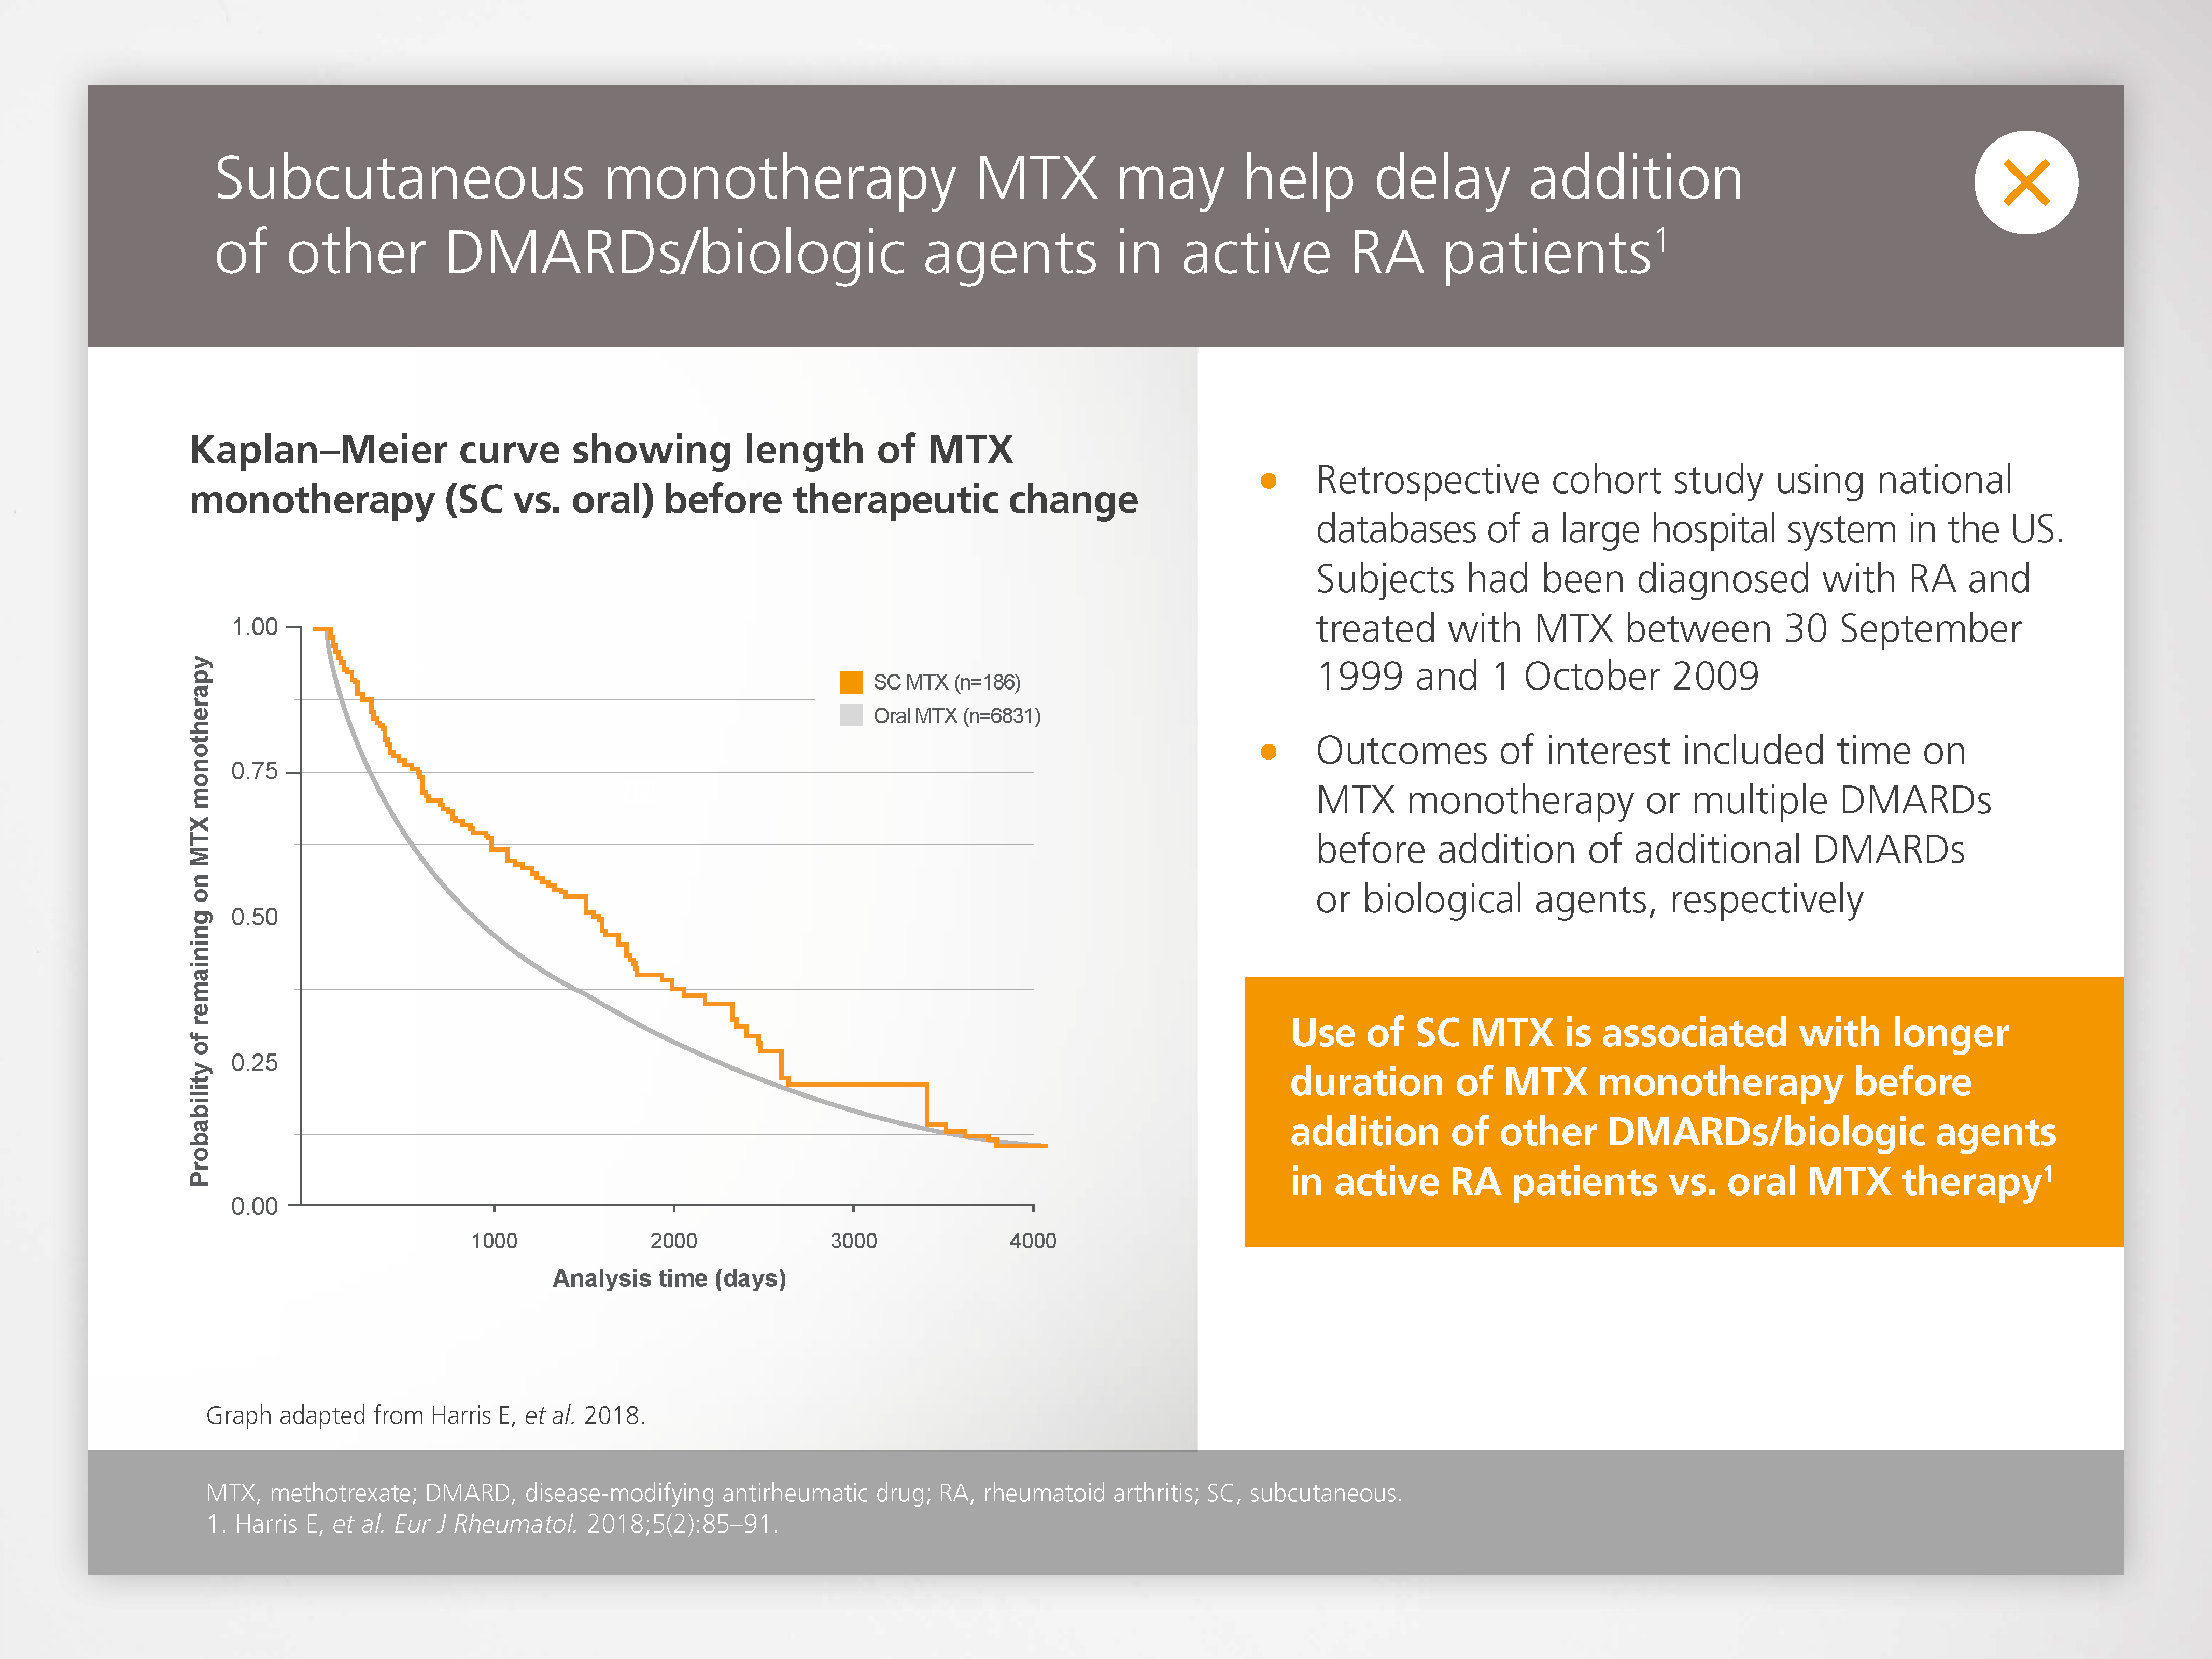 Subcutaneous monotherapy MTX may help delay addition
of other DMARDs/biologic agents in active RA patients¹
Kaplan–Meier curve showing length of MTX
monotherapy (SC vs. oral) before therapeutic change
Probability of remaining on MTX monotherapy
1.00
0.75
0.50
0.25
0.00
SC MTX (n=186)
Oral MTX (n=6831)
1000 2000 3000 4000
Analysis time (days)
Graph adapted from Harris E, et al. 2018.
• Retrospective cohort study using national
databases of a large hospital system in the US.
Subjects had been diagnosed with RA and
treated with MTX between 30 September
1999 and 1 October 2009
• Outcomes of interest included time on
MTX monotherapy or multiple DMARDs
before addition of additional DMARDs
or biological agents, respectively
Use of SC MTX is associated with longer
duration of MTX monotherapy before
addition of other DMARDs/biologic agents
in active RA patients vs. oral MTX therapy¹
MTX, methotrexate; DMARD, disease-modifying antirheumatic drug; RA, rheumatoid arthritis; SC, subcutaneous.
1. Harris E, et al. Eur J Rheumatol. 2018;5(2):85–91.